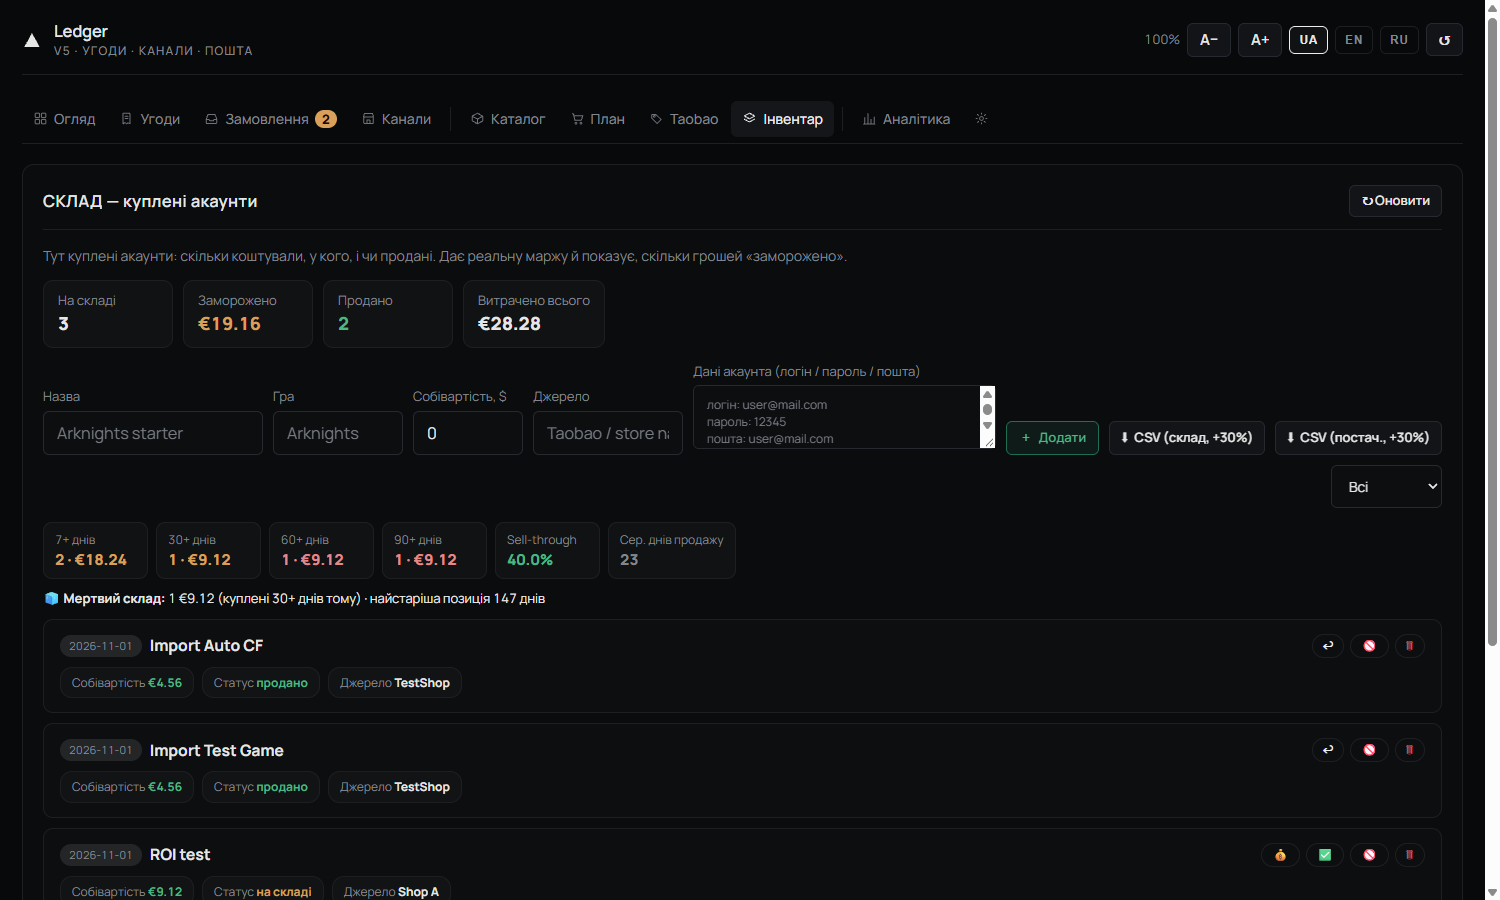 Ledger
V5 · УГОДИ · КАНАЛИ · ПОШТА
100%
A−
A+
UA
EN
RU
Огляд
Угоди
Замовлення 2
Канали
Каталог
План
Taobao
Інвентар
Аналітика
СКЛАД — куплені акаунти
↻ Оновити
Тут куплені акаунти: скільки коштували, у кого, і чи продані. Дає реальну маржу й показує, скільки грошей «заморожено».
На складі
3
Заморожено
€19.16
Продано
2
Витрачено всього
€28.28
Назва
Arknights starter
Гра
Arknights
Собівартість, $
0
Джерело
Taobao / store na
Дані акаунта (логін / пароль / пошта)
логін: user@mail.com
пароль: 12345
пошта: user@mail.com
+ Додати
⬇ CSV (склад, +30%)
⬇ CSV (постач., +30%)
Всі
7+ днів
2 · €18.24
30+ днів
1 · €9.12
60+ днів
1 · €9.12
90+ днів
1 · €9.12
Sell-through
40.0%
Сер. днів продажу
23
Мертвий склад: 1 €9.12 (куплені 30+ днів тому) · найстаріша позиція 147 днів
2026-11-01 Import Auto CF
Собівартість €4.56
Статус продано
Джерело TestShop
2026-11-01 Import Test Game
Собівартість €4.56
Статус продано
Джерело TestShop
2026-11-01 ROI test
Собівартість €9.12
Статус на складі
Джерело Shop A